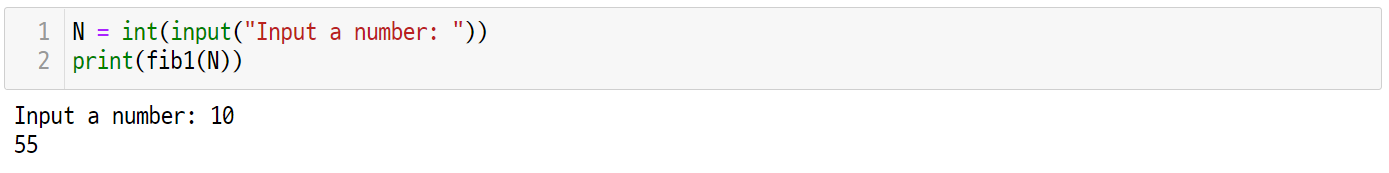 1 N = int(input("Input a number: "))
2 print(fib1(N))
Input a number: 10
55